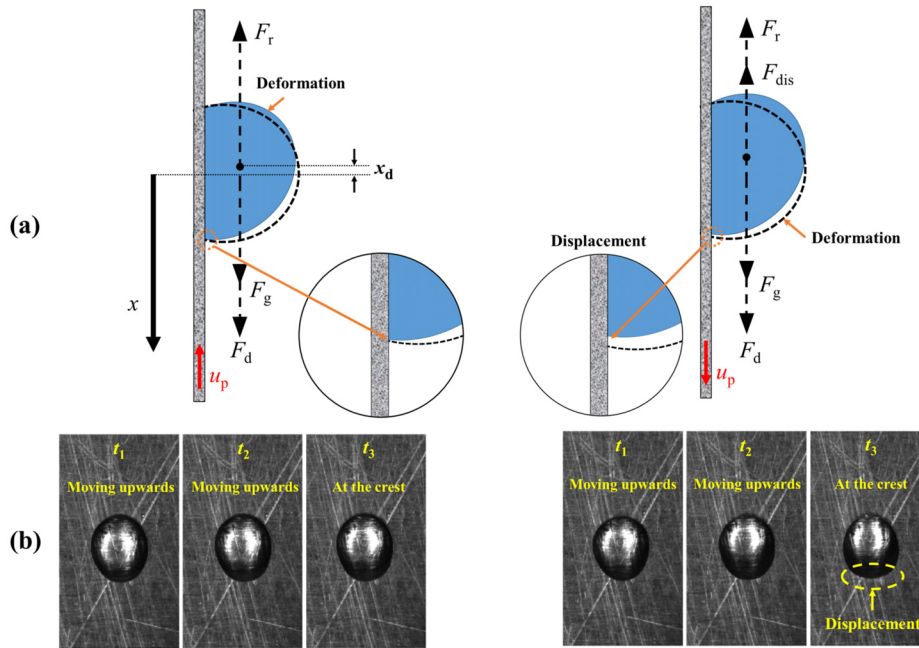 F_r
Deformation
x_d
(a)
x
F_g
F_d
u_p
F_r
F_dis
Deformation
Displacement
F_g
F_d
u_p
(b)
t_1
Moving upwards
t_2
Moving upwards
t_3
At the crest
t_1
Moving upwards
t_2
Moving upwards
t_3
At the crest
Displacement